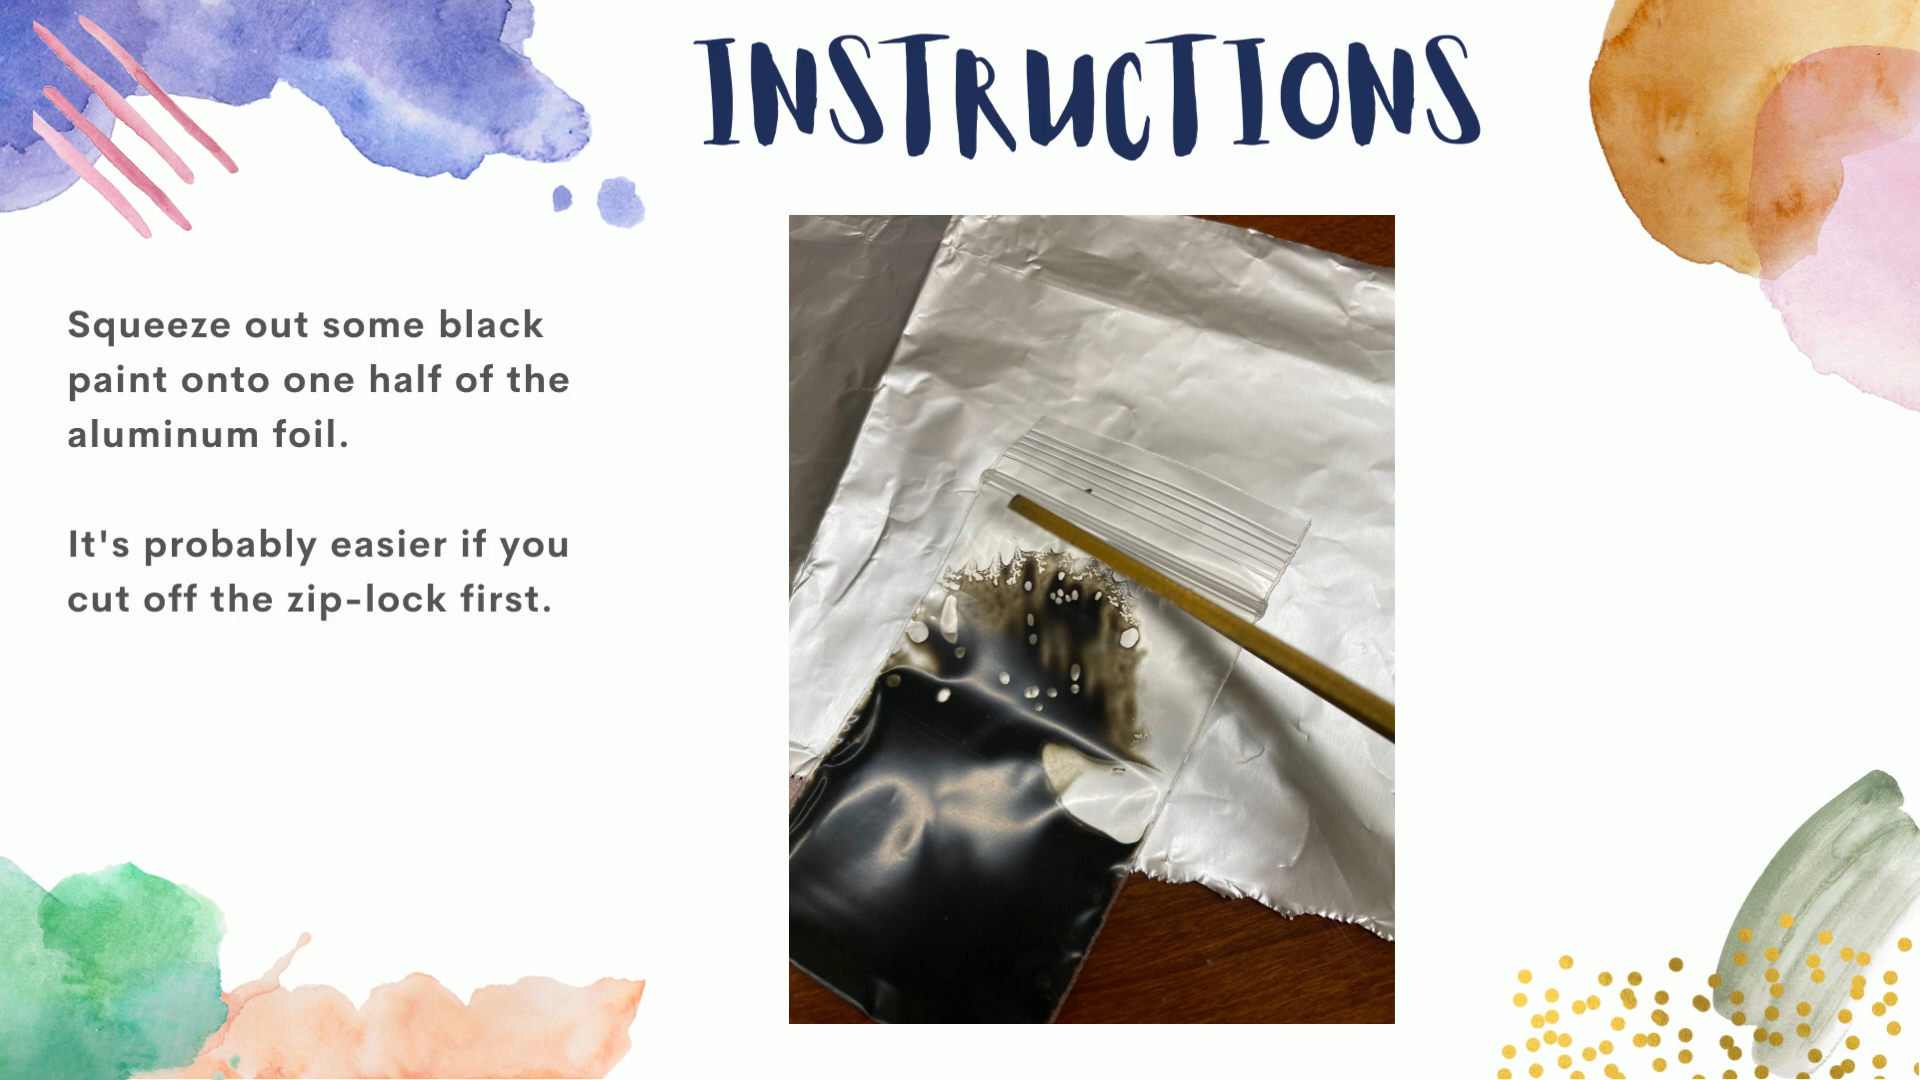 INSTRUCTIONS
Squeeze out some black
paint onto one half of the
aluminum foil.
It's probably easier if you
cut off the zip-lock first.